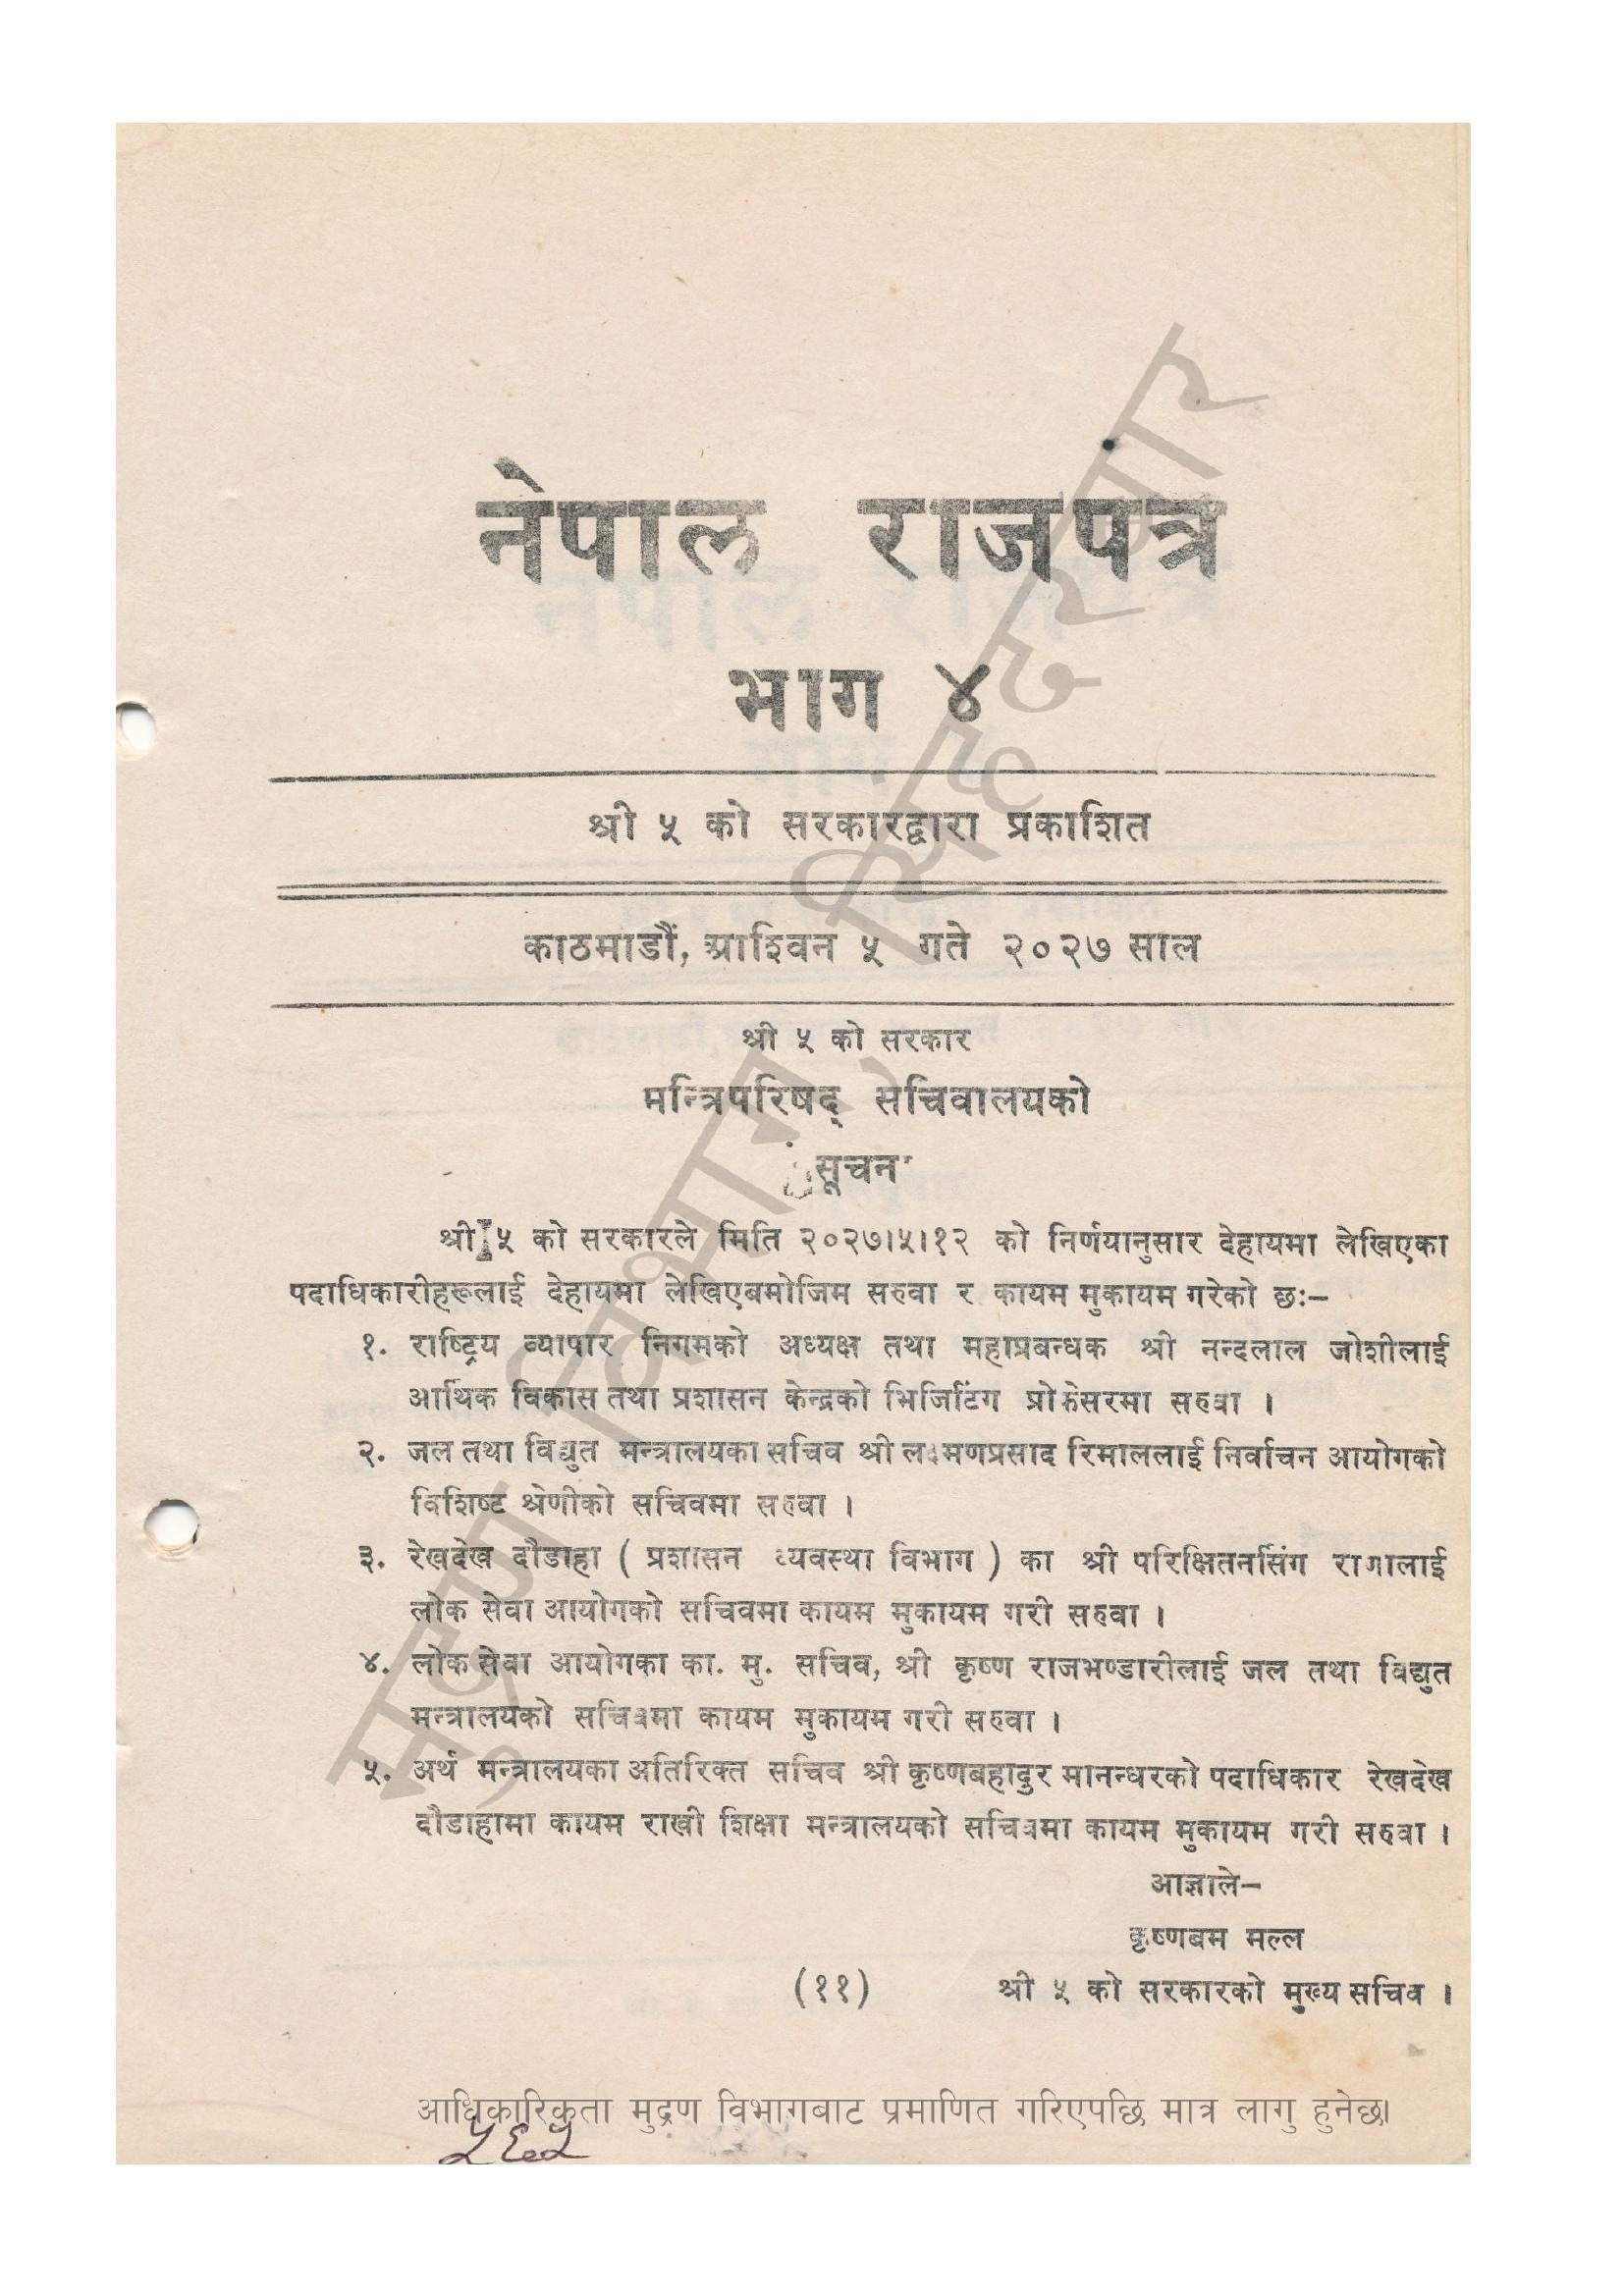 नेपाल राजपत्र
भाग ४
श्री ५ को सरकारद्वारा प्रकाशित
काठमाडौं, आश्विन ५ गते २०२७ साल
श्री ५ को सरकार
मन्त्रिपरिषद् सचिवालयको
सूचना
श्री ५ को सरकारले मिति २०२७।५।१२ को निर्णयानुसार देहायमा लेखिएका
पदाधिकारीहरूलाई देहायमा लेखिएबमोजिम सरुवा र कायम मुकायम गरेको छः–
१. राष्ट्रिय व्यापार निगमको अध्यक्ष तथा महाप्रबन्धक श्री नन्दलाल जोशीलाई
आर्थिक विकास तथा प्रशासन केन्द्रको भिजिटिंग प्रोफेसरमा सरुवा ।
२. जल तथा विद्युत मन्त्रालयका सचिव श्री लक्ष्मणप्रसाद रिमाललाई निर्वाचन आयोगको
विशिष्ट श्रेणीको सचिवमा सरुवा ।
३. रेखदेख दौडाहा ( प्रशासन व्यवस्था विभाग ) का श्री परिक्षितनर्सिंग राणालाई
लोक सेवा आयोगको सचिवमा कायम मुकायम गरी सरुवा ।
४. लोक सेवा आयोगका का. मु. सचिव, श्री कृष्ण राजभण्डारीलाई जल तथा विद्युत
मन्त्रालयको सचिवमा कायम मुकायम गरी सरुवा ।
५. अर्थ मन्त्रालयका अतिरिक्त सचिव श्री कृष्णबहादुर मानन्धरको पदाधिकार रेखदेख
दौडाहामा कायम राखी शिक्षा मन्त्रालयको सचिवमा कायम मुकायम गरी सरुवा ।
आज्ञाले–
कृष्णबम मल्ल
(११) श्री ५ को सरकारको मुख्य सचिव ।
मुद्रण विभाग, सिंहदरबार
आधिकारिकता मुद्रण विभागबाट प्रमाणित गरिएपछि मात्र लागु हुनेछ।